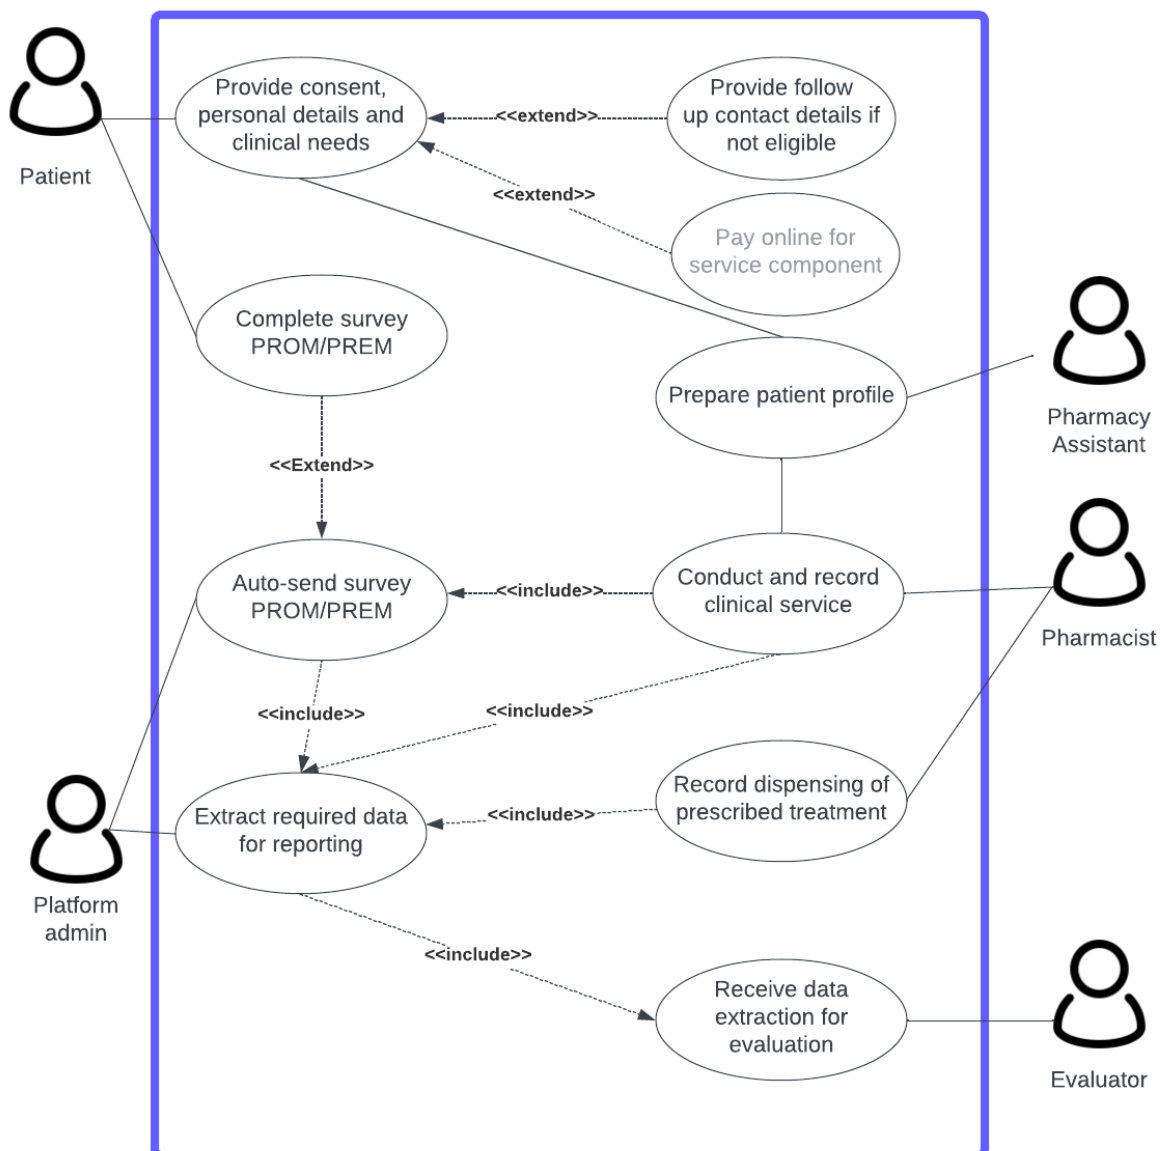 Provide consent,
personal details and
clinical needs
<<extend>>
Provide follow
up contact details if
not eligible
Patient
<<extend>>
Pay online for
service component
Complete survey
PROM/PREM
Prepare patient profile
Pharmacy
Assistant
<<Extend>>
Auto-send survey
PROM/PREM
<<include>>
Conduct and record
clinical service
Pharmacist
<<include>>
<<include>>
Extract required data
for reporting
<<include>>
Record dispensing of
prescribed treatment
Platform
admin
<<include>>
Receive data
extraction for
evaluation
Evaluator